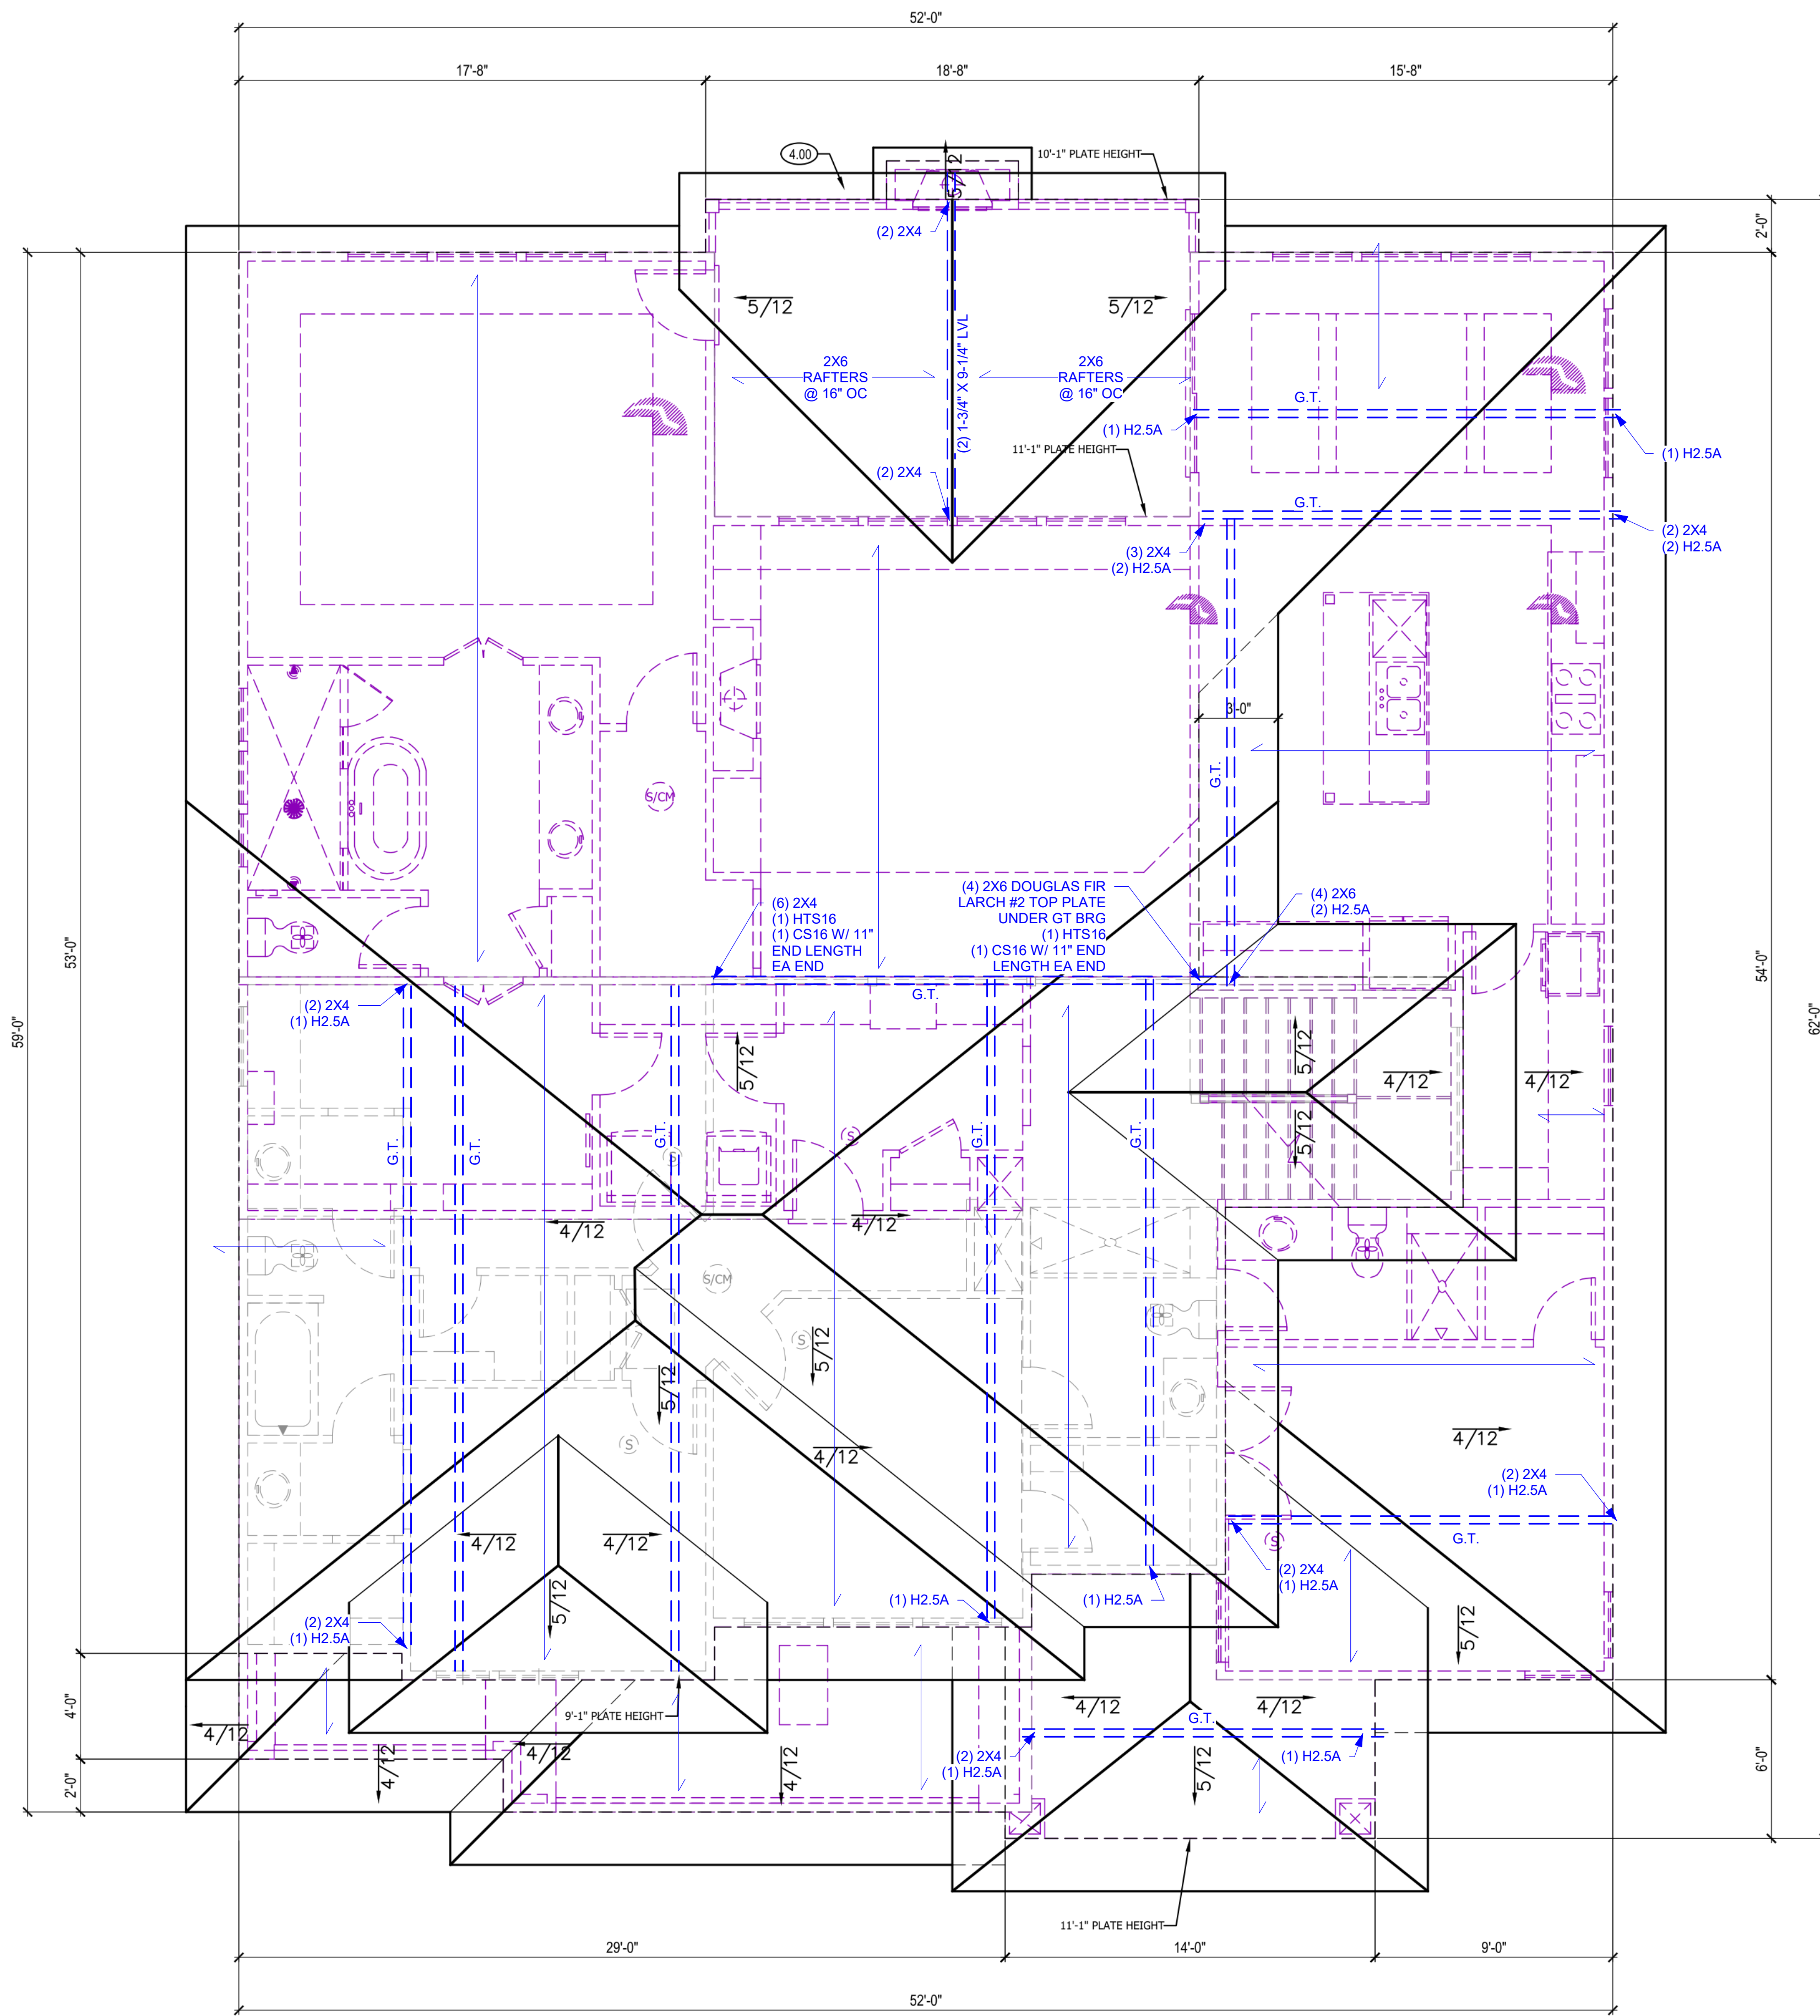 52'-0"
17'-8"
18'-8"
15'-8"
4.00
10'-1" PLATE HEIGHT
5/12
(2) 2X4
2'-0"
5/12
5/12
2X6
RAFTERS
@ 16" OC
(2) 1-3/4" X 9-1/4" LVL
2X6
RAFTERS
@ 16" OC
G.T.
(1) H2.5A
(1) H2.5A
11'-1" PLATE HEIGHT
(2) 2X4
G.T.
(3) 2X4
(2) H2.5A
(2) 2X4
(2) H2.5A
3'-0"
G.T.
S/CM
(6) 2X4
(1) HTS16
(1) CS16 W/ 11"
END LENGTH
EA END
(4) 2X6 DOUGLAS FIR
LARCH #2 TOP PLATE
UNDER GT BRG
(1) HTS16
(1) CS16 W/ 11" END
LENGTH EA END
(4) 2X6
(2) H2.5A
53'-0"
54'-0"
59'-0"
62'-0"
G.T.
(2) 2X4
(1) H2.5A
5/12
5/12
4/12
4/12
5/12
G.T.
G.T.
G.T.
G.T.
G.T.
S
S
4/12
4/12
S/CM
S
5/12
5/12
4/12
4/12
S
(2) 2X4
(1) H2.5A
4/12
4/12
G.T.
S
5/12
(2) 2X4
(1) H2.5A
(1) H2.5A
(1) H2.5A
(2) 2X4
(1) H2.5A
5/12
4'-0"
9'-1" PLATE HEIGHT
4/12
4/12
G.T.
4/12
4/12
4/12
4/12
(2) 2X4
(1) H2.5A
(1) H2.5A
5/12
2'-0"
6'-0"
11'-1" PLATE HEIGHT
29'-0"
14'-0"
9'-0"
52'-0"